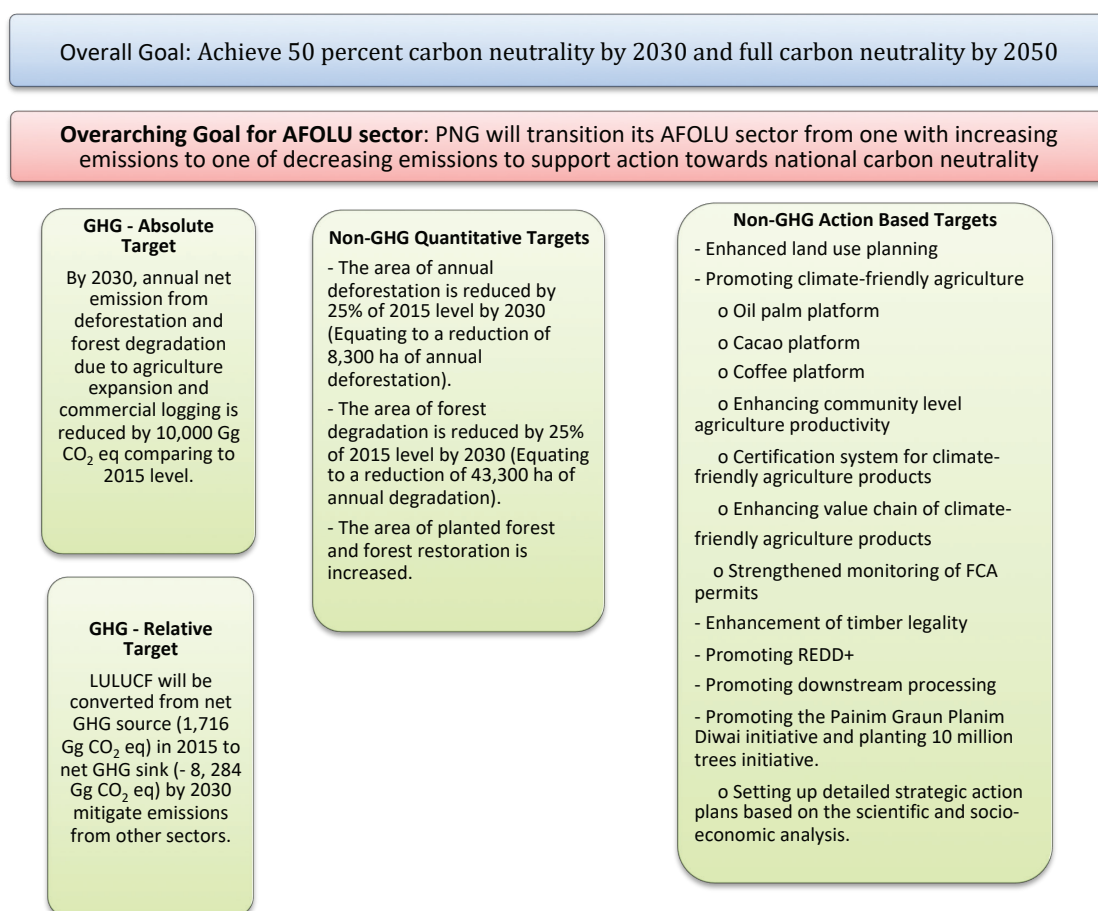 Overall Goal: Achieve 50 percent carbon neutrality by 2030 and full carbon neutrality by 2050
Overarching Goal for AFOLU sector: PNG will transition its AFOLU sector from one with increasing
emissions to one of decreasing emissions to support action towards national carbon neutrality
GHG - Absolute
Target
By 2030, annual net
emission from
deforestation and
forest degradation
due to agriculture
expansion and
commercial logging is
reduced by 10,000 Gg
CO₂ eq comparing to
2015 level.
GHG - Relative
Target
LULUCF will be
converted from net
GHG source (1,716
Gg CO₂ eq) in 2015 to
net GHG sink (- 8, 284
Gg CO₂ eq) by 2030
mitigate emissions
from other sectors.
Non-GHG Quantitative Targets
- The area of annual
deforestation is reduced by
25% of 2015 level by 2030
(Equating to a reduction of
8,300 ha of annual
deforestation).
- The area of forest
degradation is reduced by 25%
of 2015 level by 2030 (Equating
to a reduction of 43,300 ha of
annual degradation).
- The area of planted forest
and forest restoration is
increased.
Non-GHG Action Based Targets
- Enhanced land use planning
- Promoting climate-friendly agriculture
o Oil palm platform
o Cacao platform
o Coffee platform
o Enhancing community level
agriculture productivity
o Certification system for climate-
friendly agriculture products
o Enhancing value chain of climate-
friendly agriculture products
o Strengthened monitoring of FCA
permits
- Enhancement of timber legality
- Promoting REDD+
- Promoting downstream processing
- Promoting the Painim Graun Planim
Diwai initiative and planting 10 million
trees initiative.
o Setting up detailed strategic action
plans based on the scientific and socio-
economic analysis.